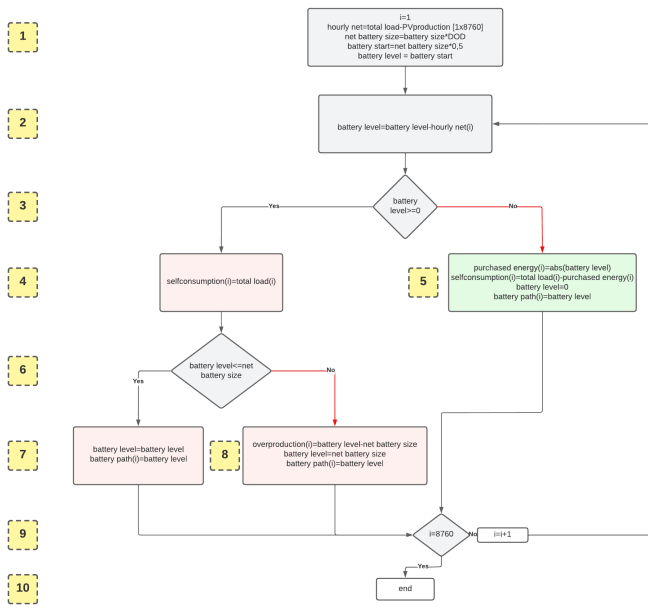 1
i=1
hourly net=total load-PVproduction [1x8760]
net battery size=battery size*DOD
battery start=net battery size*0,5
battery level = battery start
2
battery level=battery level-hourly net(i)
3
battery
level>=0
Yes
No
4
selfconsumption(i)=total load(i)
5
purchased energy(i)=abs(battery level)
selfconsumption(i)=total load(i)-purchased energy(i)
battery level=0
battery path(i)=battery level
6
battery level<=net
battery size
Yes
No
7
battery level=battery level
battery path(i)=battery level
8
overproduction(i)=battery level-net battery size
battery level=net battery size
battery path(i)=battery level
9
i=8760
No
i=i+1
Yes
10
end